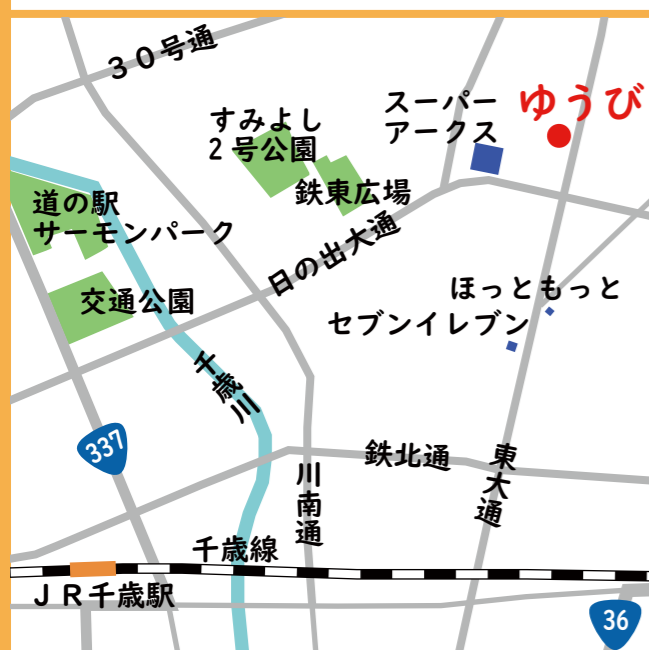 ３０号通
スーパー
アークス
ゆうび
すみよし
２号公園
鉄東広場
道の駅
サーモンパーク
日の出大通
交通公園
ほっともっと
セブンイレブン
千歳川
337
鉄北通
東大通
川南通
千歳線
ＪＲ千歳駅
36